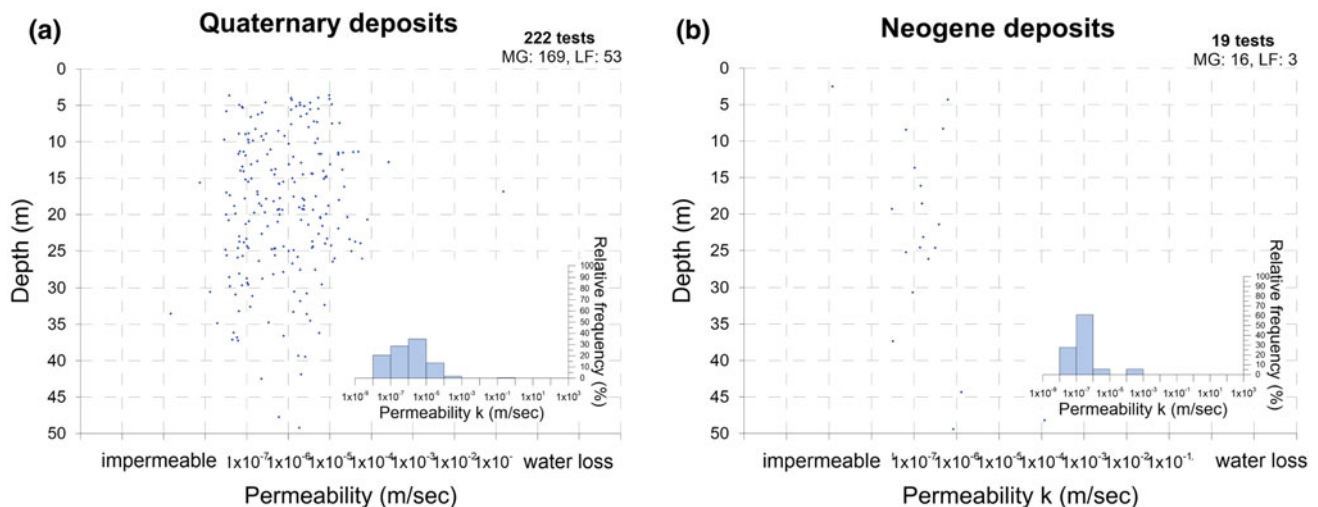 (a) Quaternary deposits
222 tests
MG: 169, LF: 53
0
5
10
15
20
25
30
35
40
45
50
Depth (m)
100
90
80
70
60
50
40
30
20
10
0
Relative frequency (%)
1x10⁻⁹ 1x10⁻⁷ 1x10⁻⁵ 1x10⁻³ 1x10⁻¹ 1x10¹ 1x10³
Permeability k (m/sec)
impermeable 1x10⁻⁷ 1x10⁻⁶ 1x10⁻⁵ 1x10⁻⁴ 1x10⁻³ 1x10⁻² 1x10⁻ water loss
Permeability (m/sec)
(b) Neogene deposits
19 tests
MG: 16, LF: 3
0
5
10
15
20
25
30
35
40
45
50
Depth (m)
100
90
80
70
60
50
40
30
20
10
0
Relative frequency (%)
1x10⁻⁹ 1x10⁻⁷ 1x10⁻⁵ 1x10⁻³ 1x10⁻¹ 1x10¹ 1x10³
Permeability k (m/sec)
impermeable 1x10⁻⁷ 1x10⁻⁶ 1x10⁻⁵ 1x10⁻⁴ 1x10⁻³ 1x10⁻² 1x10⁻¹ water loss
Permeability k (m/sec)